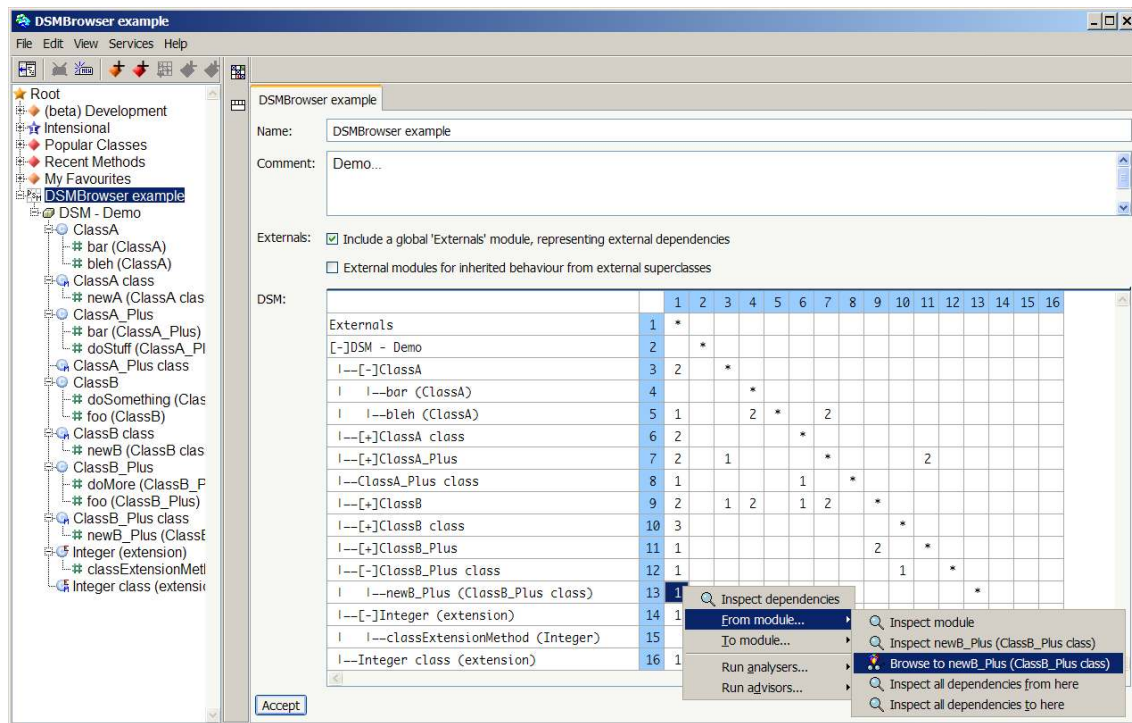 DSMBrowser example
File Edit View Services Help
Root
(beta) Development
Intensional
Popular Classes
Recent Methods
My Favourites
DSMBrowser example
DSM - Demo
ClassA
# bar (ClassA)
# bleh (ClassA)
ClassA class
# newA (ClassA clas
ClassA_Plus
# bar (ClassA_Plus)
# doStuff (ClassA_Pl
ClassA_Plus class
ClassB
# doSomething (Clas
# foo (ClassB)
ClassB class
# newB (ClassB clas
ClassB_Plus
# doMore (ClassB_P
# foo (ClassB_Plus)
ClassB_Plus class
# newB_Plus (ClassB
Integer (extension)
# classExtensionMetl
Integer class (extensio
DSMBrowser example
Name: DSMBrowser example
Comment: Demo...
Externals: Include a global 'Externals' module, representing external dependencies
External modules for inherited behaviour from external superclasses
DSM: 1 2 3 4 5 6 7 8 9 10 11 12 13 14 15 16
Externals 1 *
[-]DSM - Demo 2 *
|--[-]ClassA 3 2 *
| |--bar (ClassA) 4 *
| |--bleh (ClassA) 5 1 2 * 2
|--[+]ClassA class 6 2 *
|--[+]ClassA_Plus 7 2 1 * 2
|--ClassA_Plus class 8 1 1 *
|--[+]ClassB 9 2 1 2 1 2 *
|--[+]ClassB class 10 3 *
|--[+]ClassB_Plus 11 1 2 *
|--[-]ClassB_Plus class 12 1 1 *
| |--newB_Plus (ClassB_Plus class) 13 1 *
|--[-]Integer (extension) 14 1
| |--classExtensionMethod (Integer) 15
|--Integer class (extension) 16 1
Inspect dependencies
From module...
To module...
Run analysers...
Run advisors...
Inspect module
Inspect newB_Plus (ClassB_Plus class)
Browse to newB_Plus (ClassB_Plus class)
Inspect all dependencies from here
Inspect all dependencies to here
Accept